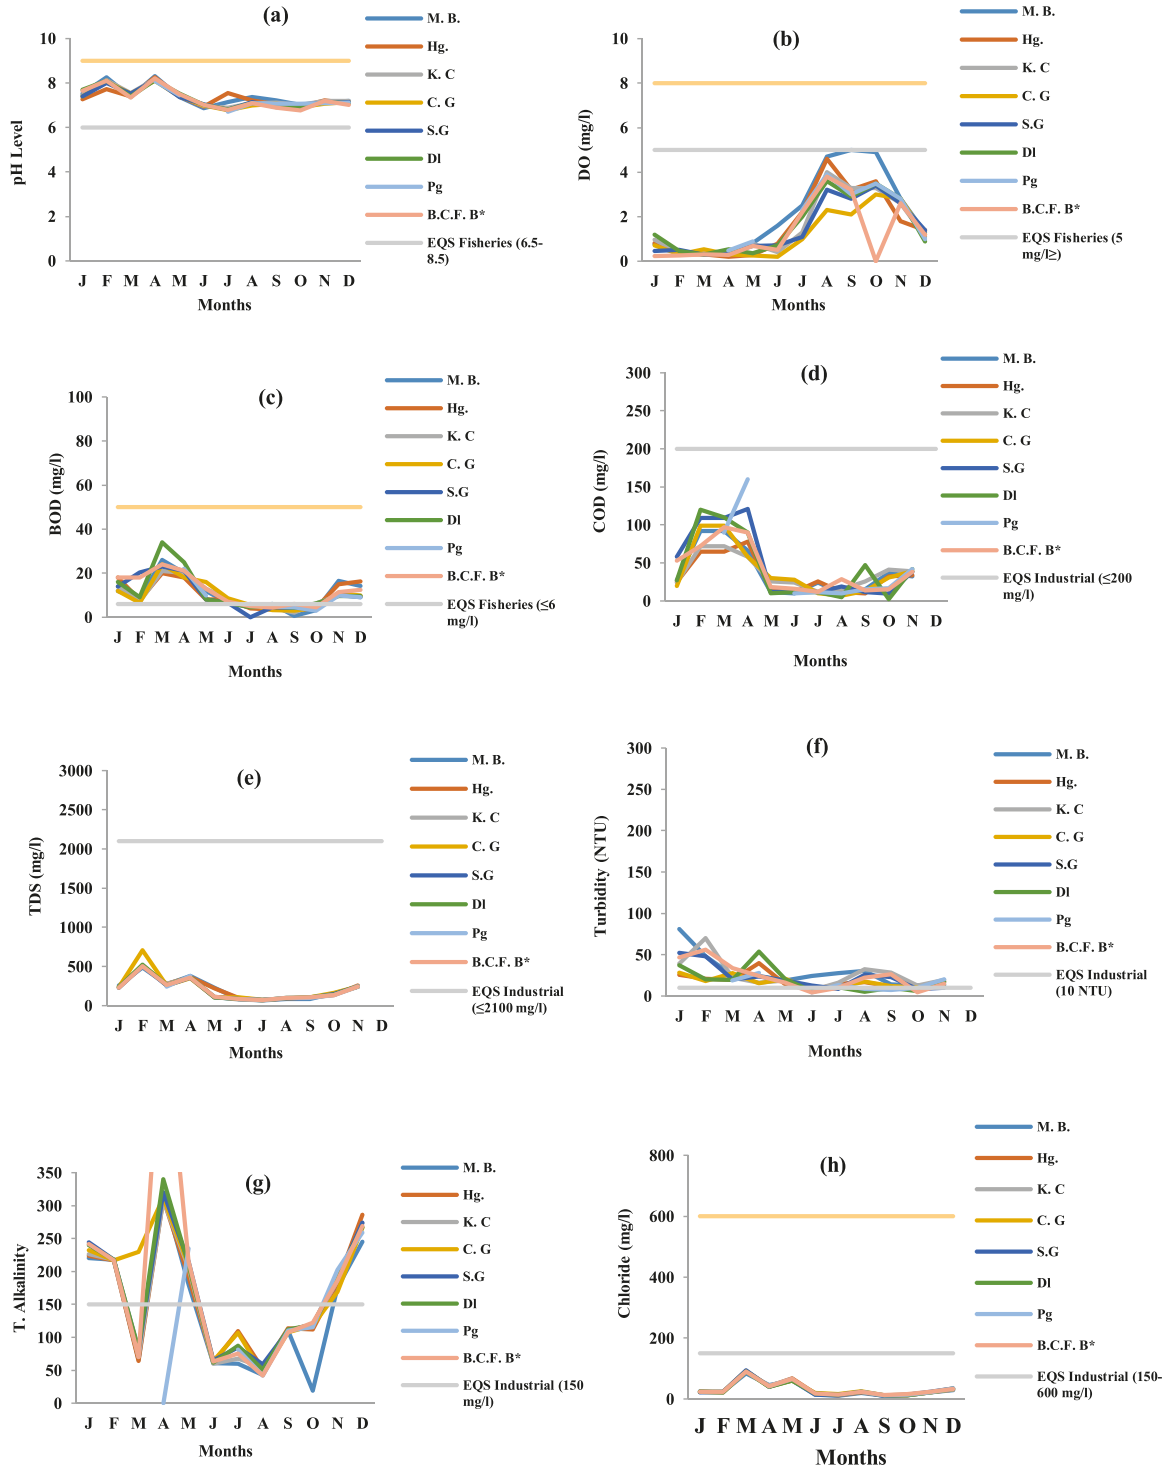 (a)
pH Level
10
8
6
4
2
0
J F M A M J J A S O N D
Months
M. B.
Hg.
K. C
C. G
S.G
Dl
Pg
B.C.F. B*
EQS Fisheries (6.5-
8.5)
(b)
DO (mg/l)
10
8
6
4
2
0
J F M A M J J A S O N D
Months
M. B.
Hg.
K. C
C. G
S.G
Dl
Pg
B.C.F. B*
EQS Fisheries (5
mg/l≥)
(c)
BOD (mg/l)
100
80
60
40
20
0
J F M A M J J A S O N D
Months
M. B.
Hg.
K. C
C. G
S.G
Dl
Pg
B.C.F. B*
EQS Fisheries (≤6
mg/l)
(d)
COD (mg/l)
300
250
200
150
100
50
0
J F M A M J J A S O N D
Months
M. B.
Hg.
K. C
C. G
S.G
Dl
Pg
B.C.F. B*
EQS Industrial (≤200
mg/l)
(e)
TDS (mg/l)
3000
2500
2000
1500
1000
500
0
J F M A M J J A S O N D
Months
M. B.
Hg.
K. C
C. G
S.G
Dl
Pg
B.C.F. B*
EQS Industrial
(≤2100 mg/l)
(f)
Turbidity (NTU)
300
250
200
150
100
50
0
J F M A M J J A S O N D
Months
M. B.
Hg.
K. C
C. G
S.G
Dl
Pg
B.C.F. B*
EQS Industrial
(10 NTU)
(g)
T. Alkalinity
350
300
250
200
150
100
50
0
J F M A M J J A S O N D
Months
M. B.
Hg.
K. C
C. G
S.G
Dl
Pg
B.C.F. B*
EQS Industrial (150
mg/l)
(h)
Chloride (mg/l)
800
600
400
200
0
J F M A M J J A S O N D
Months
M. B.
Hg.
K. C
C. G
S.G
Dl
Pg
B.C.F. B*
EQS Industrial (150-
600 mg/l)